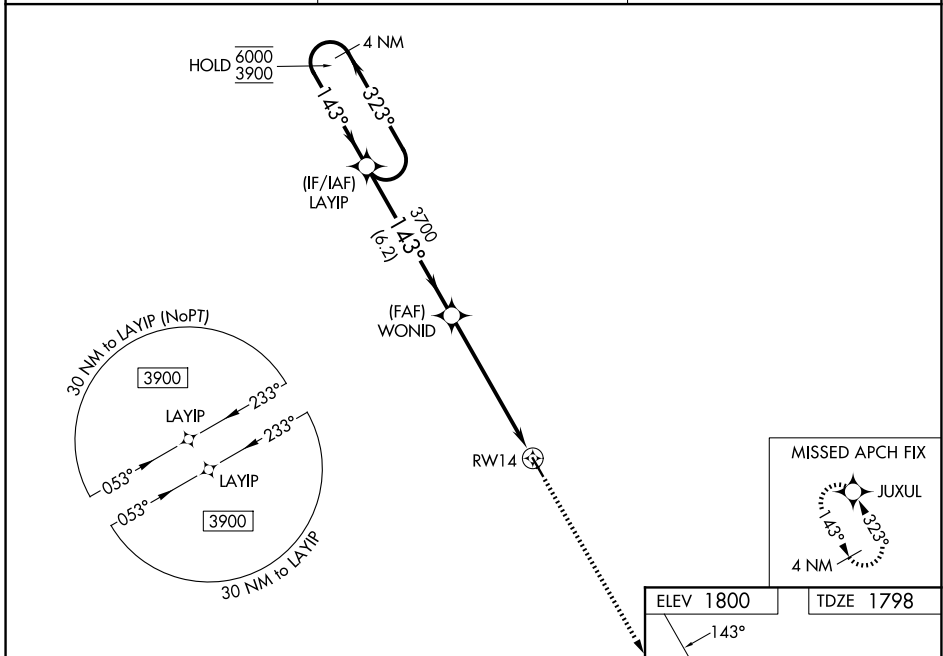 HOLD 6000
3900
4 NM
143°
323°
(IF/IAF)
LAYIP
3700
143°
(6.2)
(FAF)
WONID
30 NM to LAYIP (NoPT)
3900
LAYIP
233°
053°
233°
LAYIP
053°
3900
30 NM to LAYIP
RW14
MISSED APCH FIX
JUXUL
143°
323°
4 NM
ELEV 1800
TDZE 1798
143°